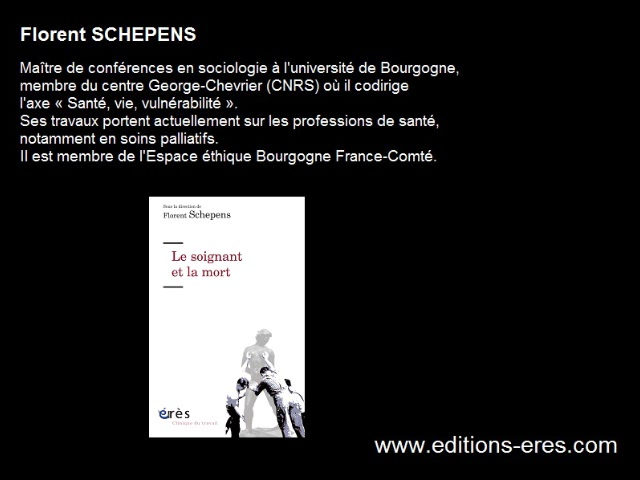 Florent SCHEPENS
Maître de conférences en sociologie à l'université de Bourgogne,
membre du centre George-Chevrier (CNRS) où il codirige
l'axe « Santé, vie, vulnérabilité ».
Ses travaux portent actuellement sur les professions de santé,
notamment en soins palliatifs.
Il est membre de l'Espace éthique Bourgogne France-Comté.
Sous la direction de
Florent Schepens
Le soignant
et la mort
érès
Clinique du travail
www.editions-eres.com